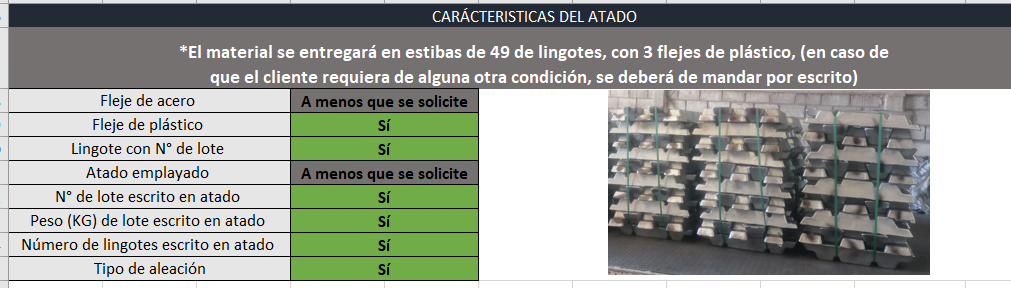 CARÁCTERISTICAS DEL ATADO
*El material se entregará en estibas de 49 de lingotes, con 3 flejes de plástico, (en caso de
que el cliente requiera de alguna otra condición, se deberá de mandar por escrito)
Fleje de acero A menos que se solicite
Fleje de plástico Sí
Lingote con N° de lote Sí
Atado emplayado A menos que se solicite
N° de lote escrito en atado Sí
Peso (KG) de lote escrito en atado Sí
Número de lingotes escrito en atado Sí
Tipo de aleación Sí